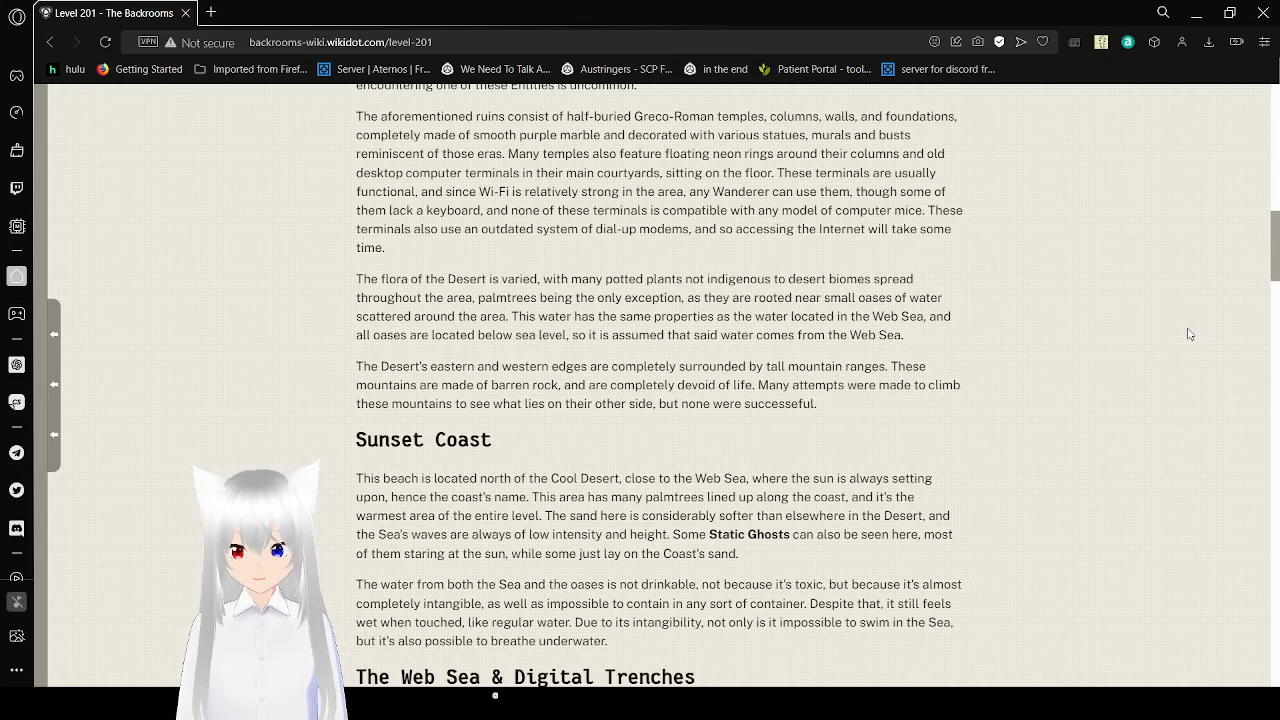 Level 201 - The Backrooms
VPN Not secure backrooms-wiki.wikidot.com/level-201
hulu Getting Started Imported from Firef... Server | Aternos | Fr... We Need To Talk A... Austringers - SCP F... in the end Patient Portal - tool... server for discord fr...
encountering one of these Entities is uncommon.
The aforementioned ruins consist of half-buried Greco-Roman temples, columns, walls, and foundations,
completely made of smooth purple marble and decorated with various statues, murals and busts
reminiscent of those eras. Many temples also feature floating neon rings around their columns and old
desktop computer terminals in their main courtyards, sitting on the floor. These terminals are usually
functional, and since Wi-Fi is relatively strong in the area, any Wanderer can use them, though some of
them lack a keyboard, and none of these terminals is compatible with any model of computer mice. These
terminals also use an outdated system of dial-up modems, and so accessing the Internet will take some
time.
The flora of the Desert is varied, with many potted plants not indigenous to desert biomes spread
throughout the area, palmtrees being the only exception, as they are rooted near small oases of water
scattered around the area. This water has the same properties as the water located in the Web Sea, and
all oases are located below sea level, so it is assumed that said water comes from the Web Sea.
The Desert's eastern and western edges are completely surrounded by tall mountain ranges. These
mountains are made of barren rock, and are completely devoid of life. Many attempts were made to climb
these mountains to see what lies on their other side, but none were successeful.
Sunset Coast
This beach is located north of the Cool Desert, close to the Web Sea, where the sun is always setting
upon, hence the coast's name. This area has many palmtrees lined up along the coast, and it's the
warmest area of the entire level. The sand here is considerably softer than elsewhere in the Desert, and
the Sea's waves are always of low intensity and height. Some Static Ghosts can also be seen here, most
of them staring at the sun, while some just lay on the Coast's sand.
The water from both the Sea and the oases is not drinkable, not because it's toxic, but because it's almost
completely intangible, as well as impossible to contain in any sort of container. Despite that, it still feels
wet when touched, like regular water. Due to its intangibility, not only is it impossible to swim in the Sea,
but it's also possible to breathe underwater.
The Web Sea & Digital Trenches